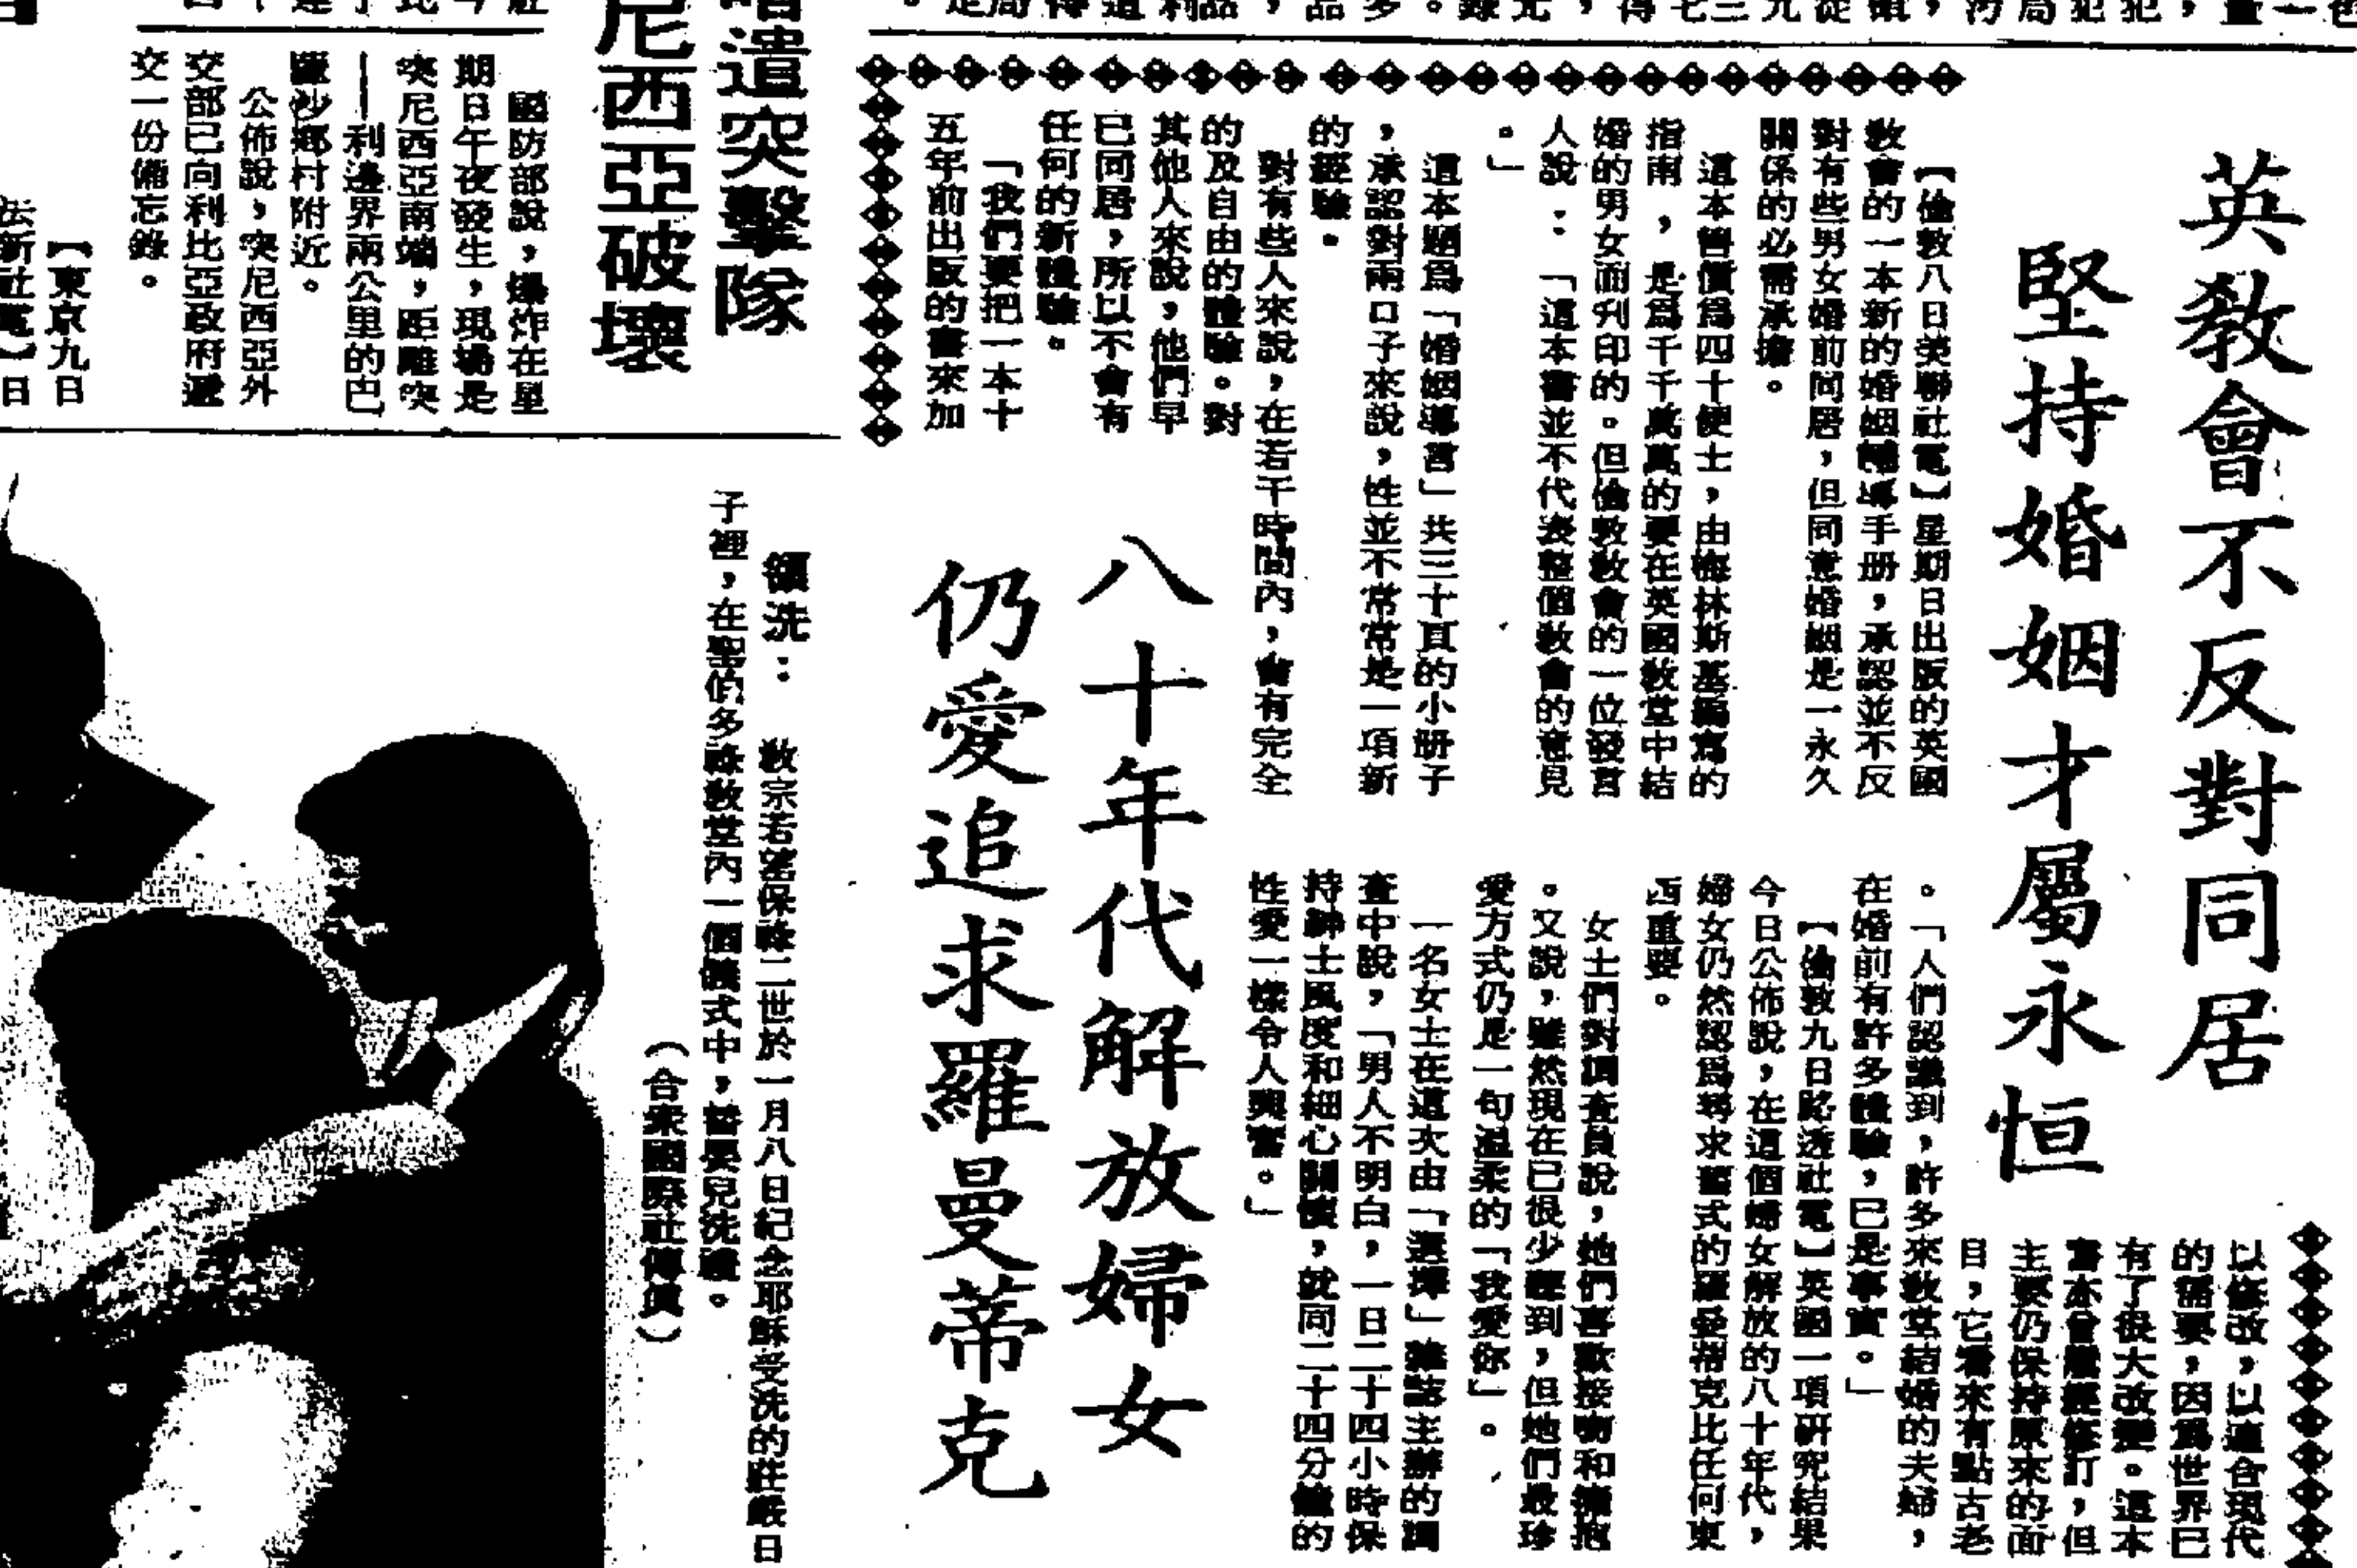 英教會不反對同居
堅持婚姻才屬永恒
【倫敦八日美聯社電】星期日出版的英國
教會的一本新的婚姻輔導手册,承認並不反
對有些男女婚前同居,但同意婚姻是一永久
關係的必需承擔。
這本售價爲四十便士,由 林斯基編寫的
指南,是爲千千萬萬的要在英國教堂中結
婚的男女而刋印的。但倫敦教會的一位發言
人說:「這本書並不代表整個教會的意見
。」
這本題爲「婚姻導言」共三十頁的小册子
,承認對兩口子來說,性並不常常是一項新
的經驗。
對有些人來說,在若干時間內,會有完全
的及自由的體驗。對
其他人來說,他們早
已同居,所以不會有
任何的新體驗。
「我們要把一本十
五年前出版的書來加
以修改,以適合現代
的需要,因爲世界已
有了很大改變。這本
書本會屢經修訂,但
主要仍保持原來的面
目,它看來有點古老
。「人們認識到,許多來教堂結婚的夫婦,
在婚前有許多體驗,已是事實。」
八十年代解放婦女
仍愛追求羅曼蒂克
【倫敦九日路透社電】英國一項研究結果
今日公佈說,在這個婦女解放的八十年代,
婦女仍然認爲尋求舊式的羅曼蒂克比任何東
西重要。
女士們對調查員說,她們喜歡接吻和擁抱
。又說,雖然現在已很少聽到,但她們最珍
愛方式仍是一句溫柔的「我愛你」。
一名女士在這次由「選擇」雜誌主辦的調
查中說,「男人不明白,一日二十四小時保
持紳士風度和細心關懷,就同二十四分鐘的
性愛一樣令人興奮。」
暗遣突擊隊
尼西亞破壞
國防部說,爆炸在星
期日午夜發生,現場是
突尼西亞南端,距離突
——利邊界兩公里的巴
沙鄉村附近。
公佈說,突尼西亞外
交部已向利比亞政府遞
交一份備忘錄。
【東京九日
法新社電】日
領洗: 教宗若望保祿二世於一月八日紀念耶穌受洗的莊嚴日
子裡,在聖伯多祿教堂內一個儀式中,替嬰兒洗禮。
(合衆國際社傳真)